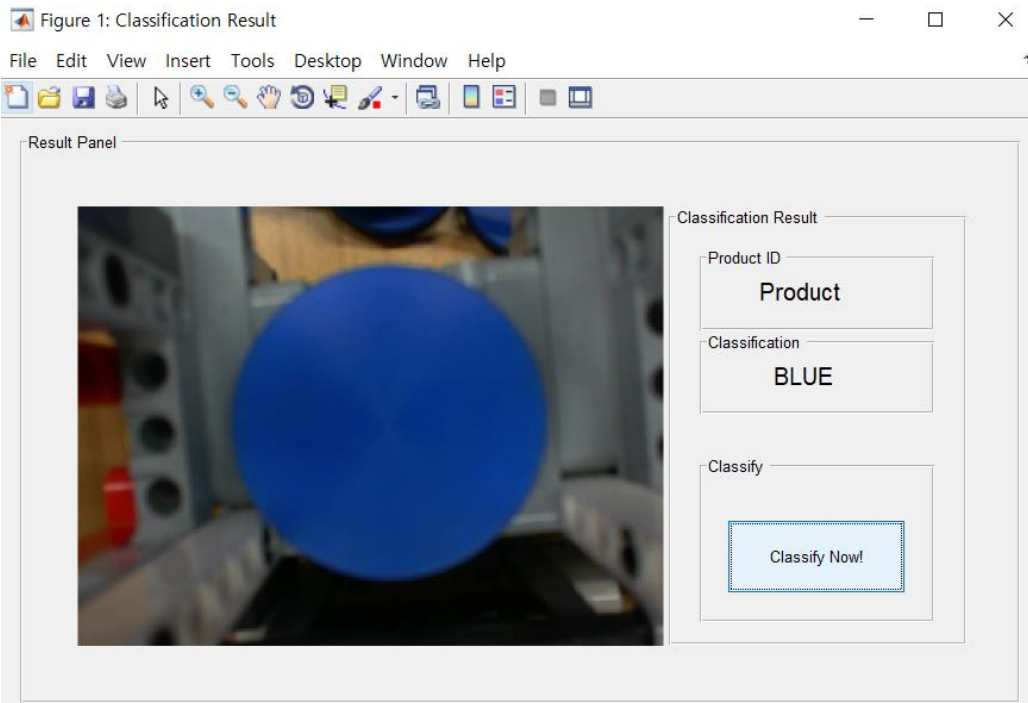 Figure 1: Classification Result
File Edit View Insert Tools Desktop Window Help
Result Panel
Classification Result
Product ID
Product
Classification
BLUE
Classify
Classify Now!